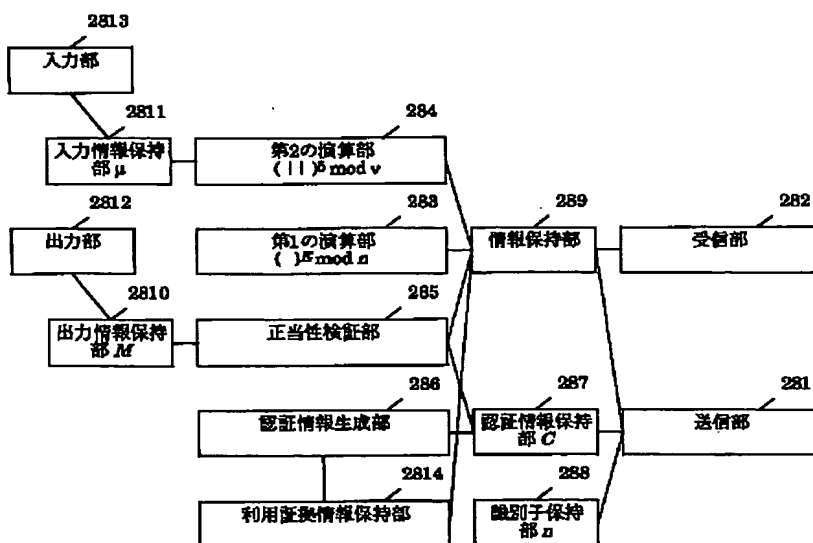 2813
入力部
2811
入力情報保持
部 μ
284
第2の演算部
( || )^δ mod ν
2812
出力部
283
第1の演算部
( )^E mod n
289
情報保持部
282
受信部
2810
出力情報保持
部 M
285
正当性検証部
286
認証情報生成部
287
認証情報保持
部 C
281
送信部
2814
利用証拠情報保持部
288
識別子保持
部 n